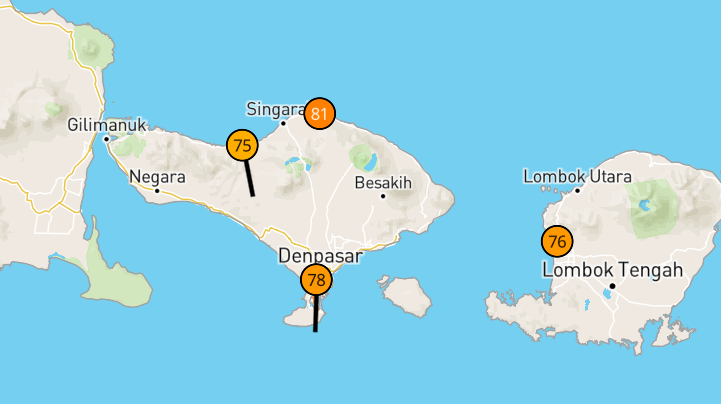 Singara
81
Gilimanuk
75
Negara
Besakih
Lombok Utara
76
Denpasar
78
Lombok Tengah